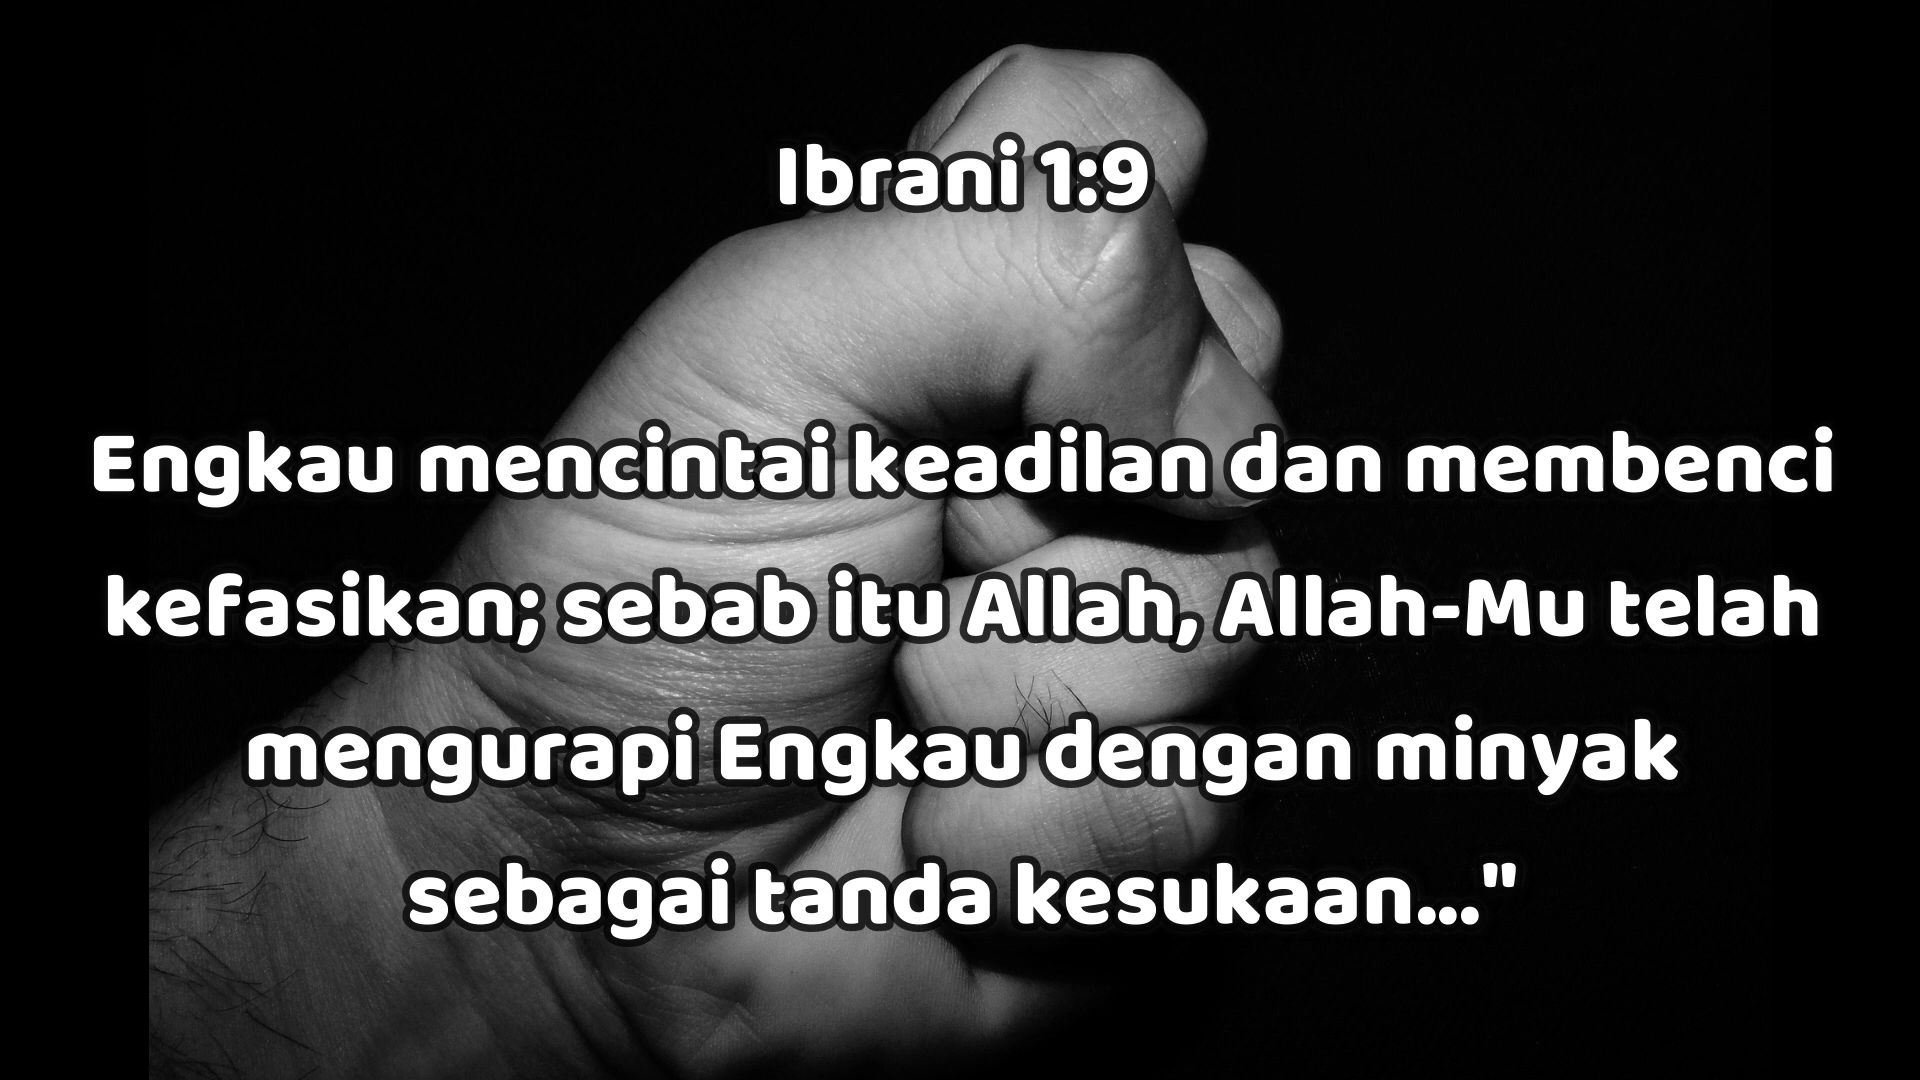 Ibrani 1:9
Engkau mencintai keadilan dan membenci
kefasikan; sebab itu Allah, Allah-Mu telah
mengurapi Engkau dengan minyak
sebagai tanda kesukaan..."